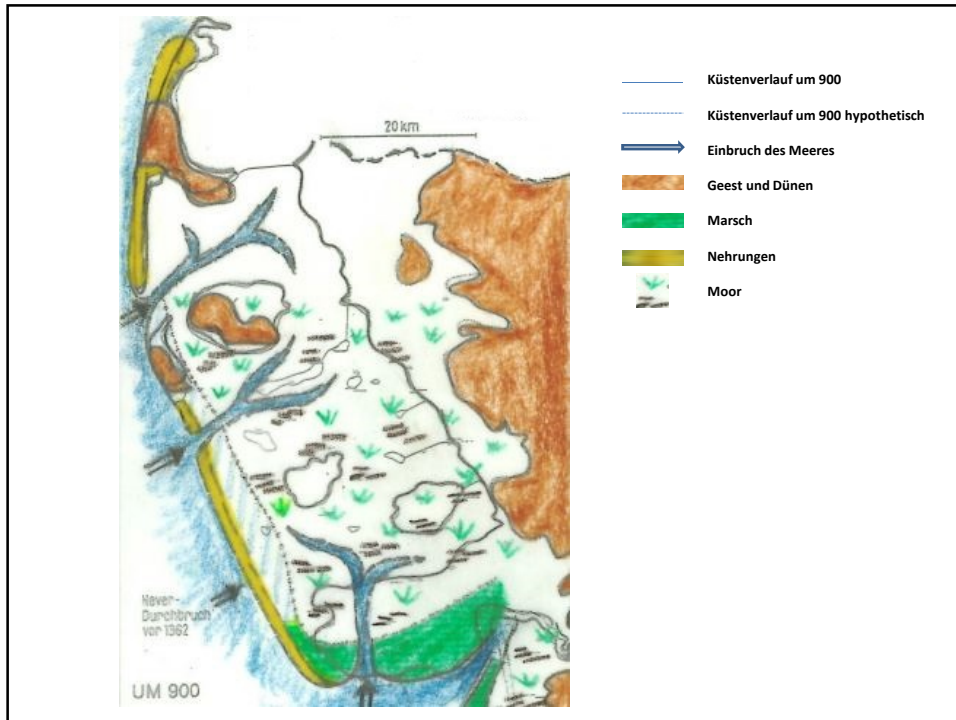 20 km
Hever-
Durchbruch
vor 1362
UM 900
Küstenverlauf um 900
Küstenverlauf um 900 hypothetisch
Einbruch des Meeres
Geest und Dünen
Marsch
Nehrungen
Moor